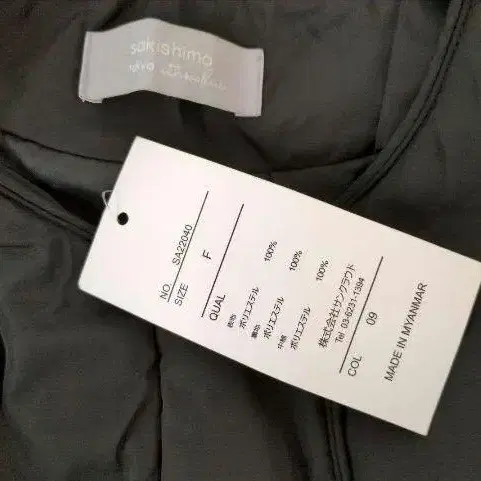 sakishima
NO. SA22040
SIZE F
QUAL
表地
ポリエステル 100%
裏地
ポリエステル 100%
中綿
ポリエステル 100%
株式会社サングラウド
Tel 03-6231-1394
COL 09
MADE IN MYANMAR